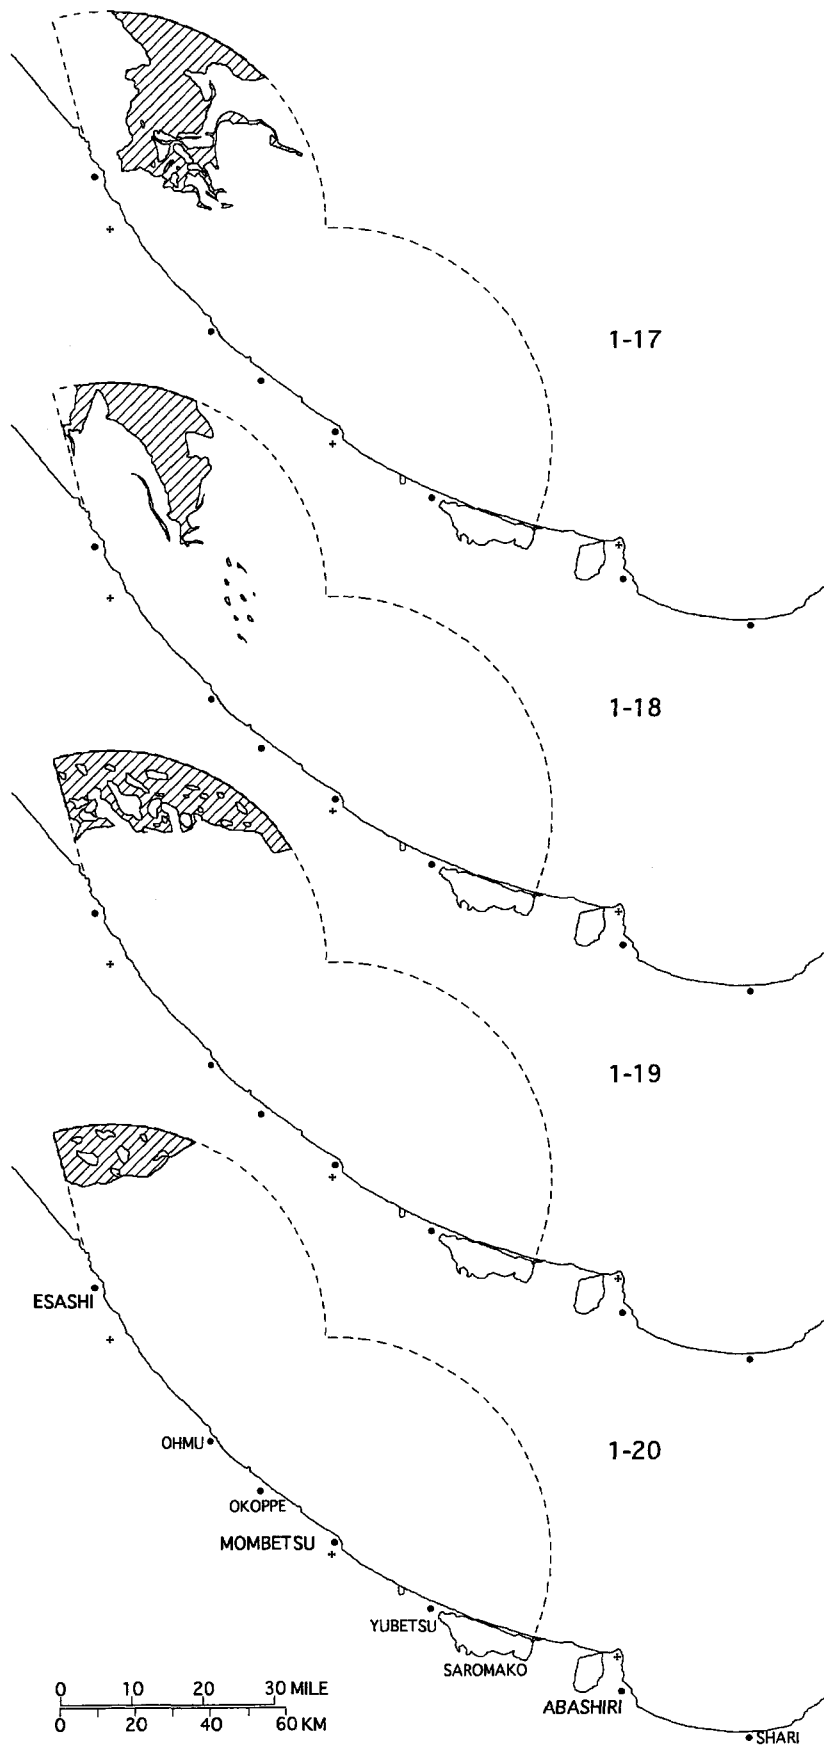 1-17
1-18
1-19
ESASHI
OHMU
1-20
OKOPPE
MOMBETSU
YUBETSU
SAROMAKO
ABASHIRI
SHARI
0 10 20 30 MILE
0 20 40 60 KM